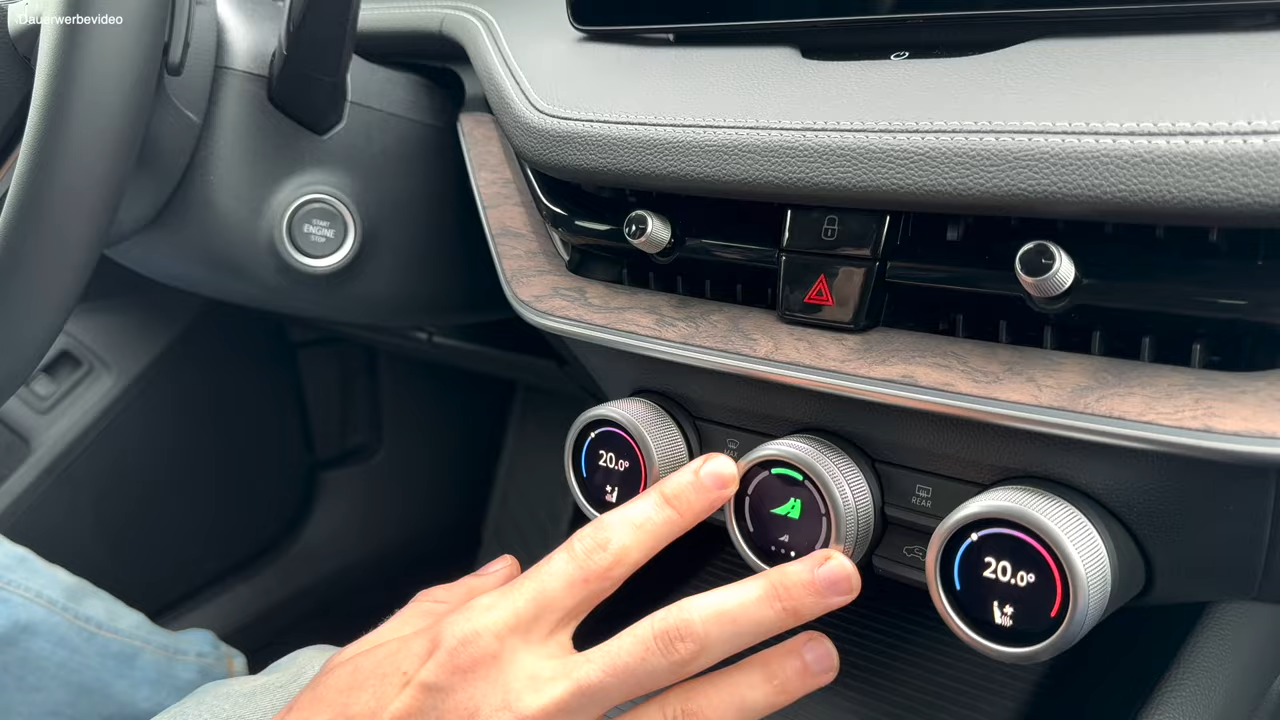 Dauerwerbevideo
START
ENGINE
STOP
MAX
REAR
20.0°
20.0°